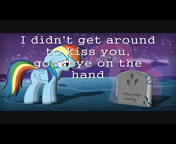 I didn't get around
to kiss you,
goodbye on the
hand